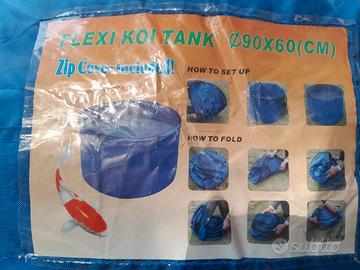 FLEXI KOI TANK Ø90X60(CM)
Zip Cover Included!
HOW TO SET UP
HOW TO FOLD
subito